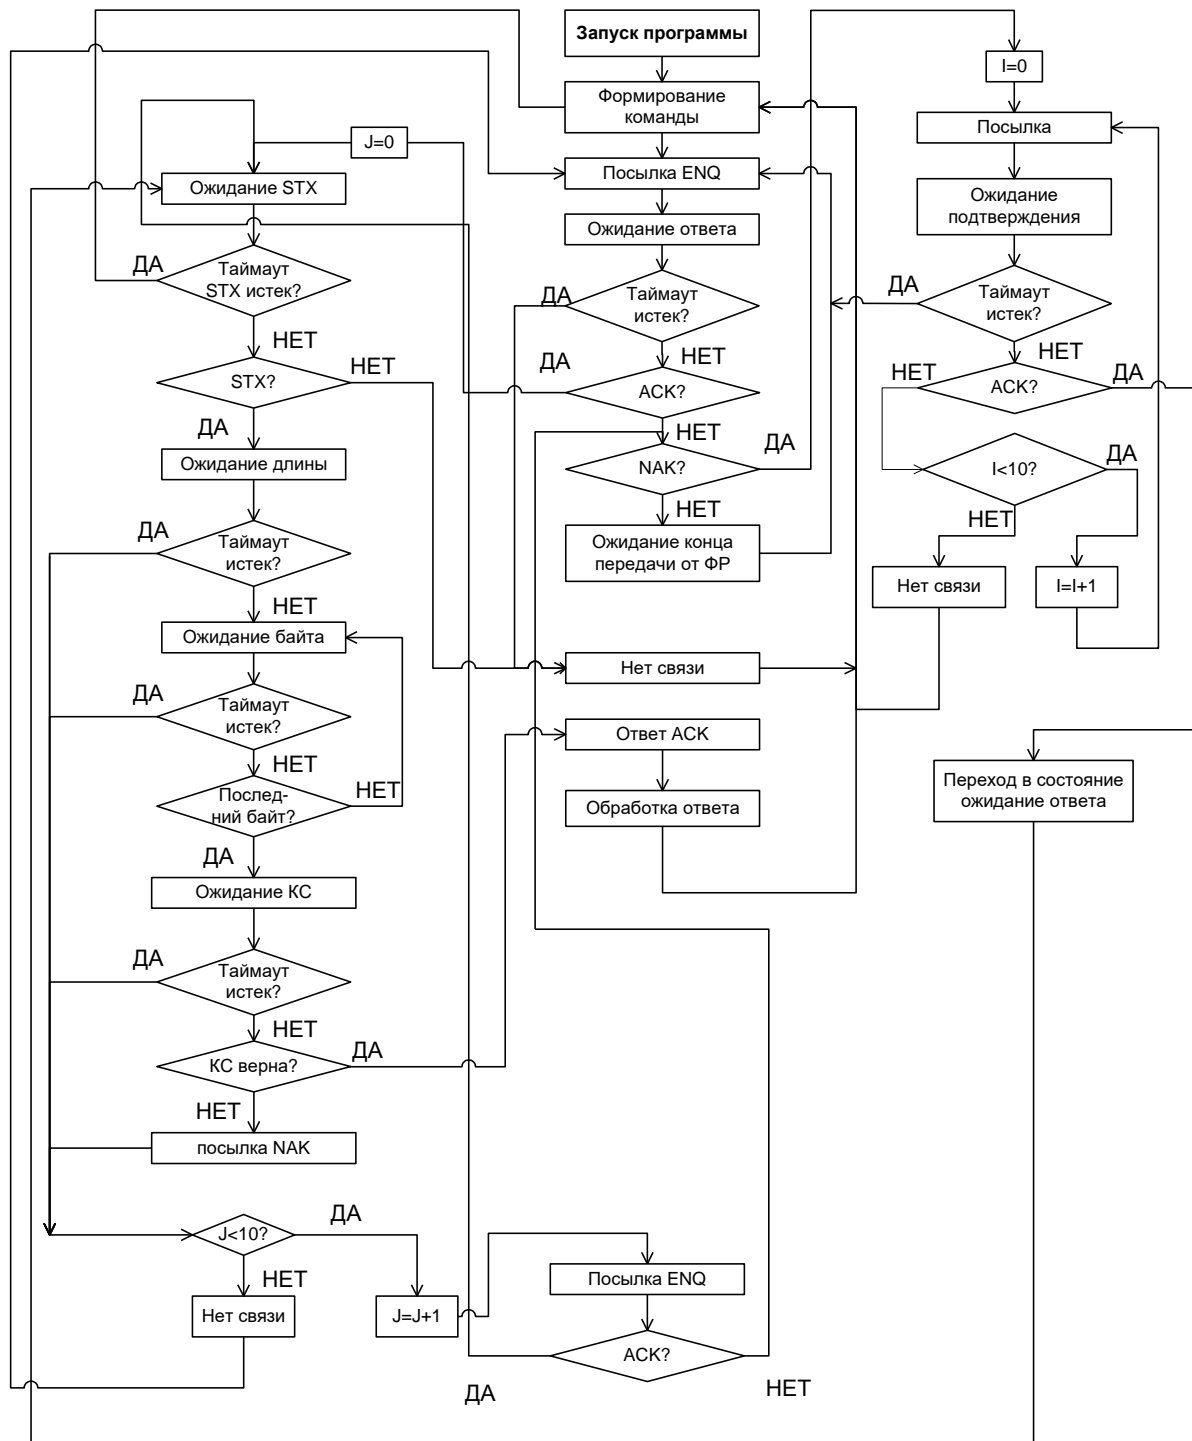 Запуск программы
Формирование
команды
Посылка ENQ
Ожидание ответа
Таймаут
истек?
ДА
НЕТ
ACK?
ДА
НЕТ
NAK?
ДА
НЕТ
Ожидание конца
передачи от ФР
Нет связи
Ответ ACK
Обработка ответа
I=0
Посылка
Ожидание
подтверждения
Таймаут
истек?
ДА
НЕТ
ACK?
НЕТ
ДА
I<10?
ДА
НЕТ
Нет связи
I=I+1
Переход в состояние
ожидание ответа
J=0
Ожидание STX
Таймаут
STX истек?
ДА
НЕТ
STX?
НЕТ
ДА
Ожидание длины
Таймаут
истек?
ДА
НЕТ
Ожидание байта
Таймаут
истек?
ДА
НЕТ
Послед-
ний байт?
НЕТ
ДА
Ожидание КС
Таймаут
истек?
ДА
НЕТ
КС верна?
ДА
НЕТ
посылка NAK
J<10?
ДА
НЕТ
Нет связи
J=J+1
Посылка ENQ
ACK?
ДА
НЕТ